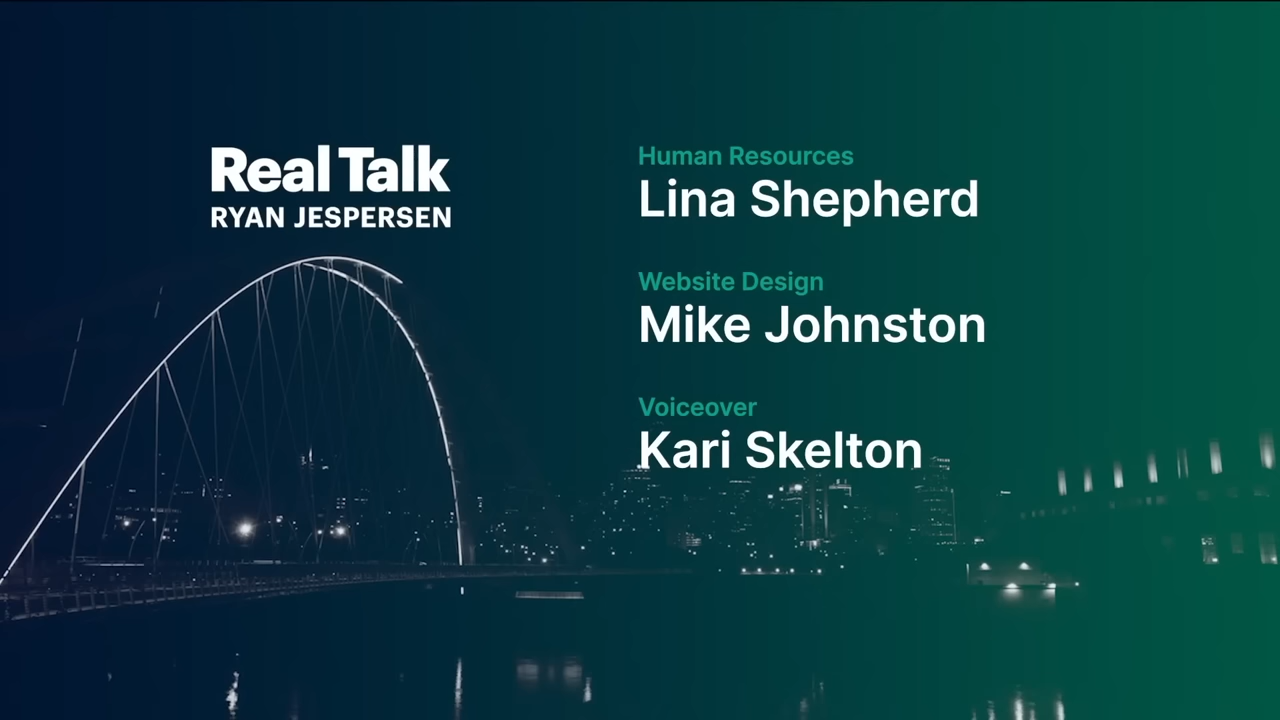 Real Talk
RYAN JESPERSEN
Human Resources
Lina Shepherd
Website Design
Mike Johnston
Voiceover
Kari Skelton